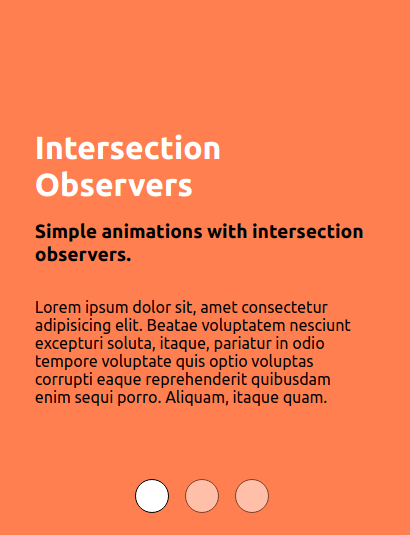 Intersection
Observers
Simple animations with intersection
observers.
Lorem ipsum dolor sit, amet consectetur
adipisicing elit. Beatae voluptatem nesciunt
excepturi soluta, itaque, pariatur in odio
tempore voluptate quis optio voluptas
corrupti eaque reprehenderit quibusdam
enim sequi porro. Aliquam, itaque quam.